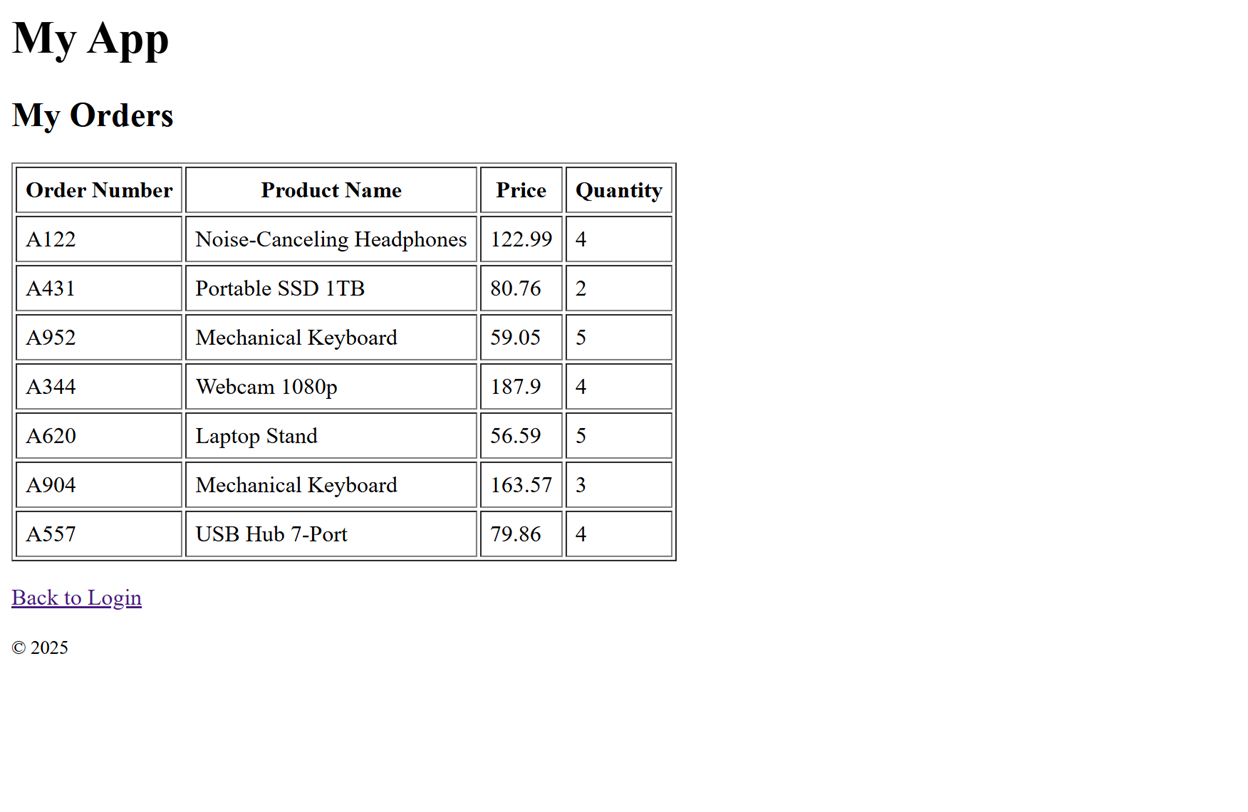 My App
My Orders
Order Number Product Name Price Quantity
A122 Noise-Canceling Headphones 122.99 4
A431 Portable SSD 1TB 80.76 2
A952 Mechanical Keyboard 59.05 5
A344 Webcam 1080p 187.9 4
A620 Laptop Stand 56.59 5
A904 Mechanical Keyboard 163.57 3
A557 USB Hub 7-Port 79.86 4
Back to Login
© 2025